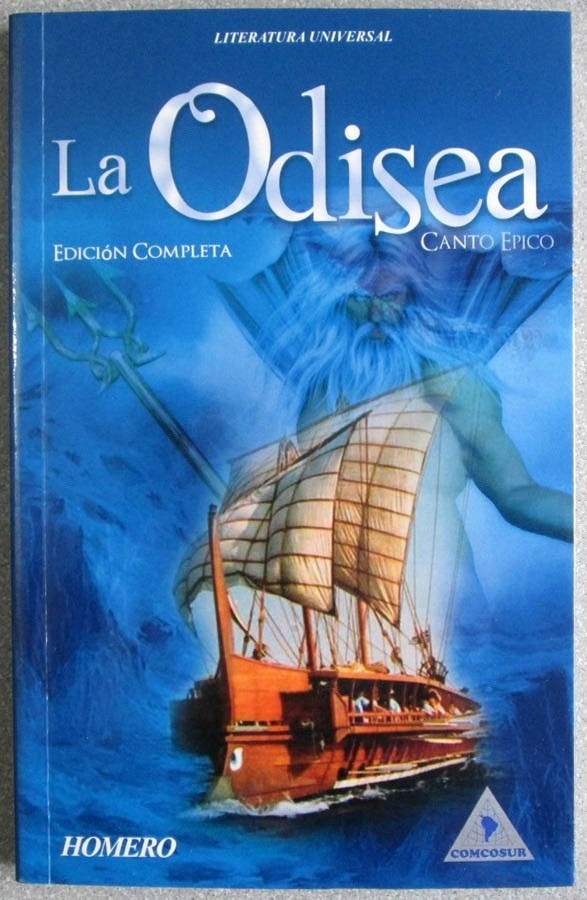 LITERATURA UNIVERSAL
La Odisea
CANTO EPICO
EDICIÓN COMPLETA
HOMERO
COMCOSUR